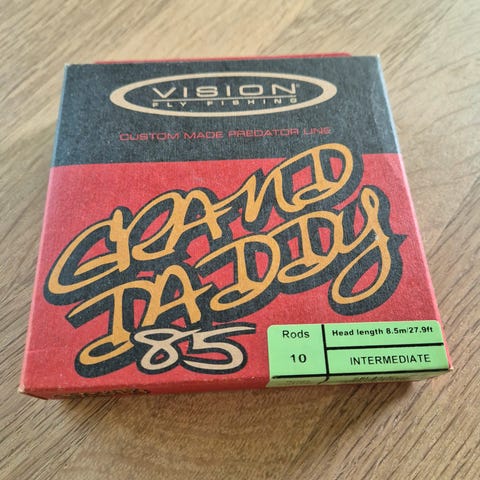 VISION®
FLY FISHING
CUSTOM MADE PREDATOR LINE
GRAND
DADDY
85
Rods
10
Head length 8.5m/27.9ft
INTERMEDIATE